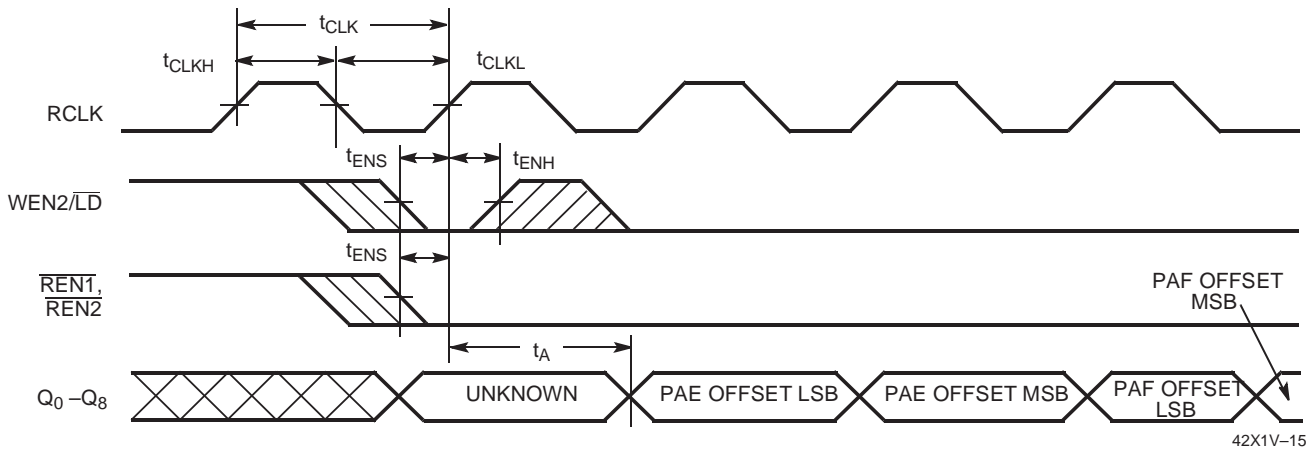 tCLK
tCLKH
tCLKL
RCLK
tENS
tENH
WEN2/LD
tENS
REN1,
REN2
PAF OFFSET
MSB
tA
Q0 –Q8
UNKNOWN
PAE OFFSET LSB
PAE OFFSET MSB
PAF OFFSET
LSB
42X1V–15